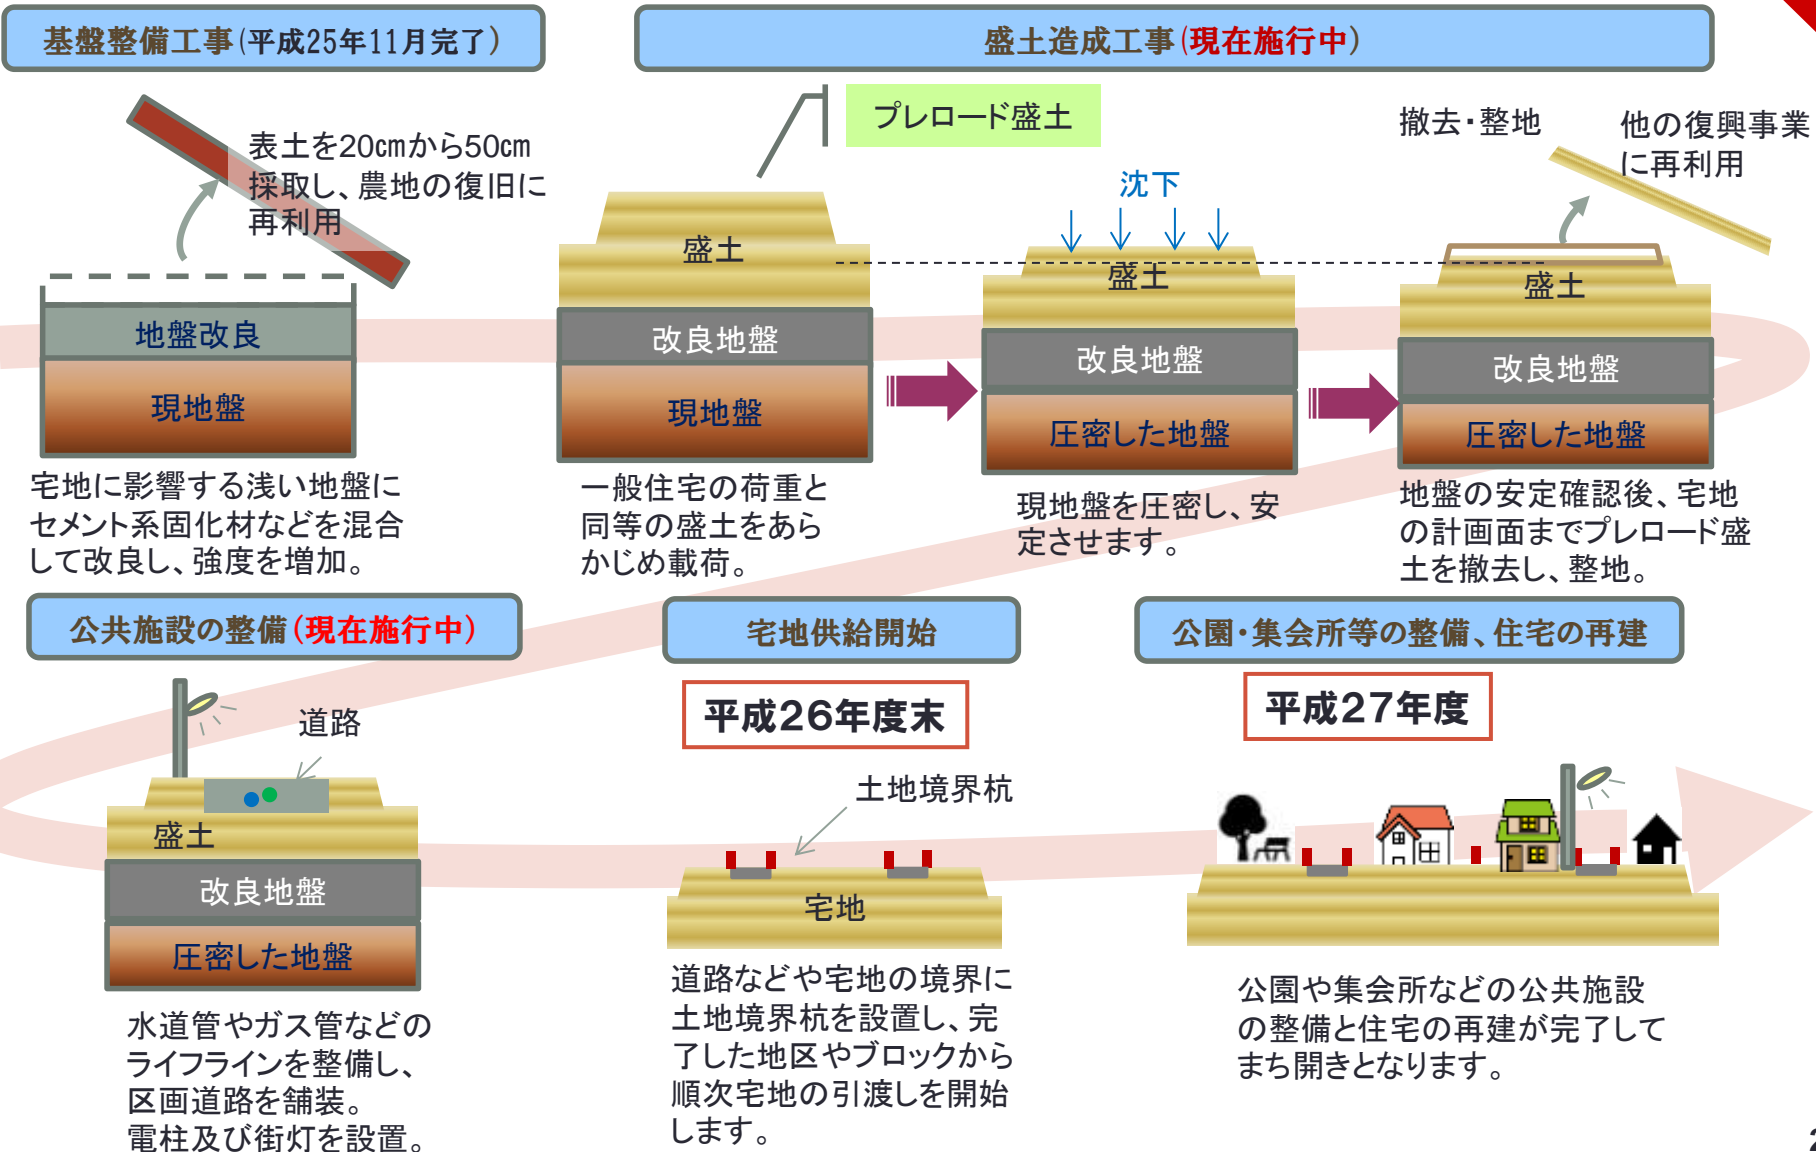 基盤整備工事(平成25年11月完了)
表土を20㎝から50㎝
採取し、農地の復旧に
再利用
地盤改良
現地盤
宅地に影響する浅い地盤に
セメント系固化材などを混合
して改良し、強度を増加。
盛土造成工事(現在施行中)
プレロード盛土
盛土
改良地盤
現地盤
一般住宅の荷重と
同等の盛土をあら
かじめ載荷。
沈下
盛土
改良地盤
圧密した地盤
現地盤を圧密し、安
定させます。
撤去・整地
他の復興事業
に再利用
盛土
改良地盤
圧密した地盤
地盤の安定確認後、宅地
の計画面までプレロード盛
土を撤去し、整地。
公共施設の整備(現在施行中)
道路
盛土
改良地盤
圧密した地盤
水道管やガス管などの
ライフラインを整備し、
区画道路を舗装。
電柱及び街灯を設置。
宅地供給開始
平成26年度末
土地境界杭
宅地
道路などや宅地の境界に
土地境界杭を設置し、完
了した地区やブロックから
順次宅地の引渡しを開始
します。
公園・集会所等の整備、住宅の再建
平成27年度
公園や集会所などの公共施設
の整備と住宅の再建が完了して
まち開きとなります。